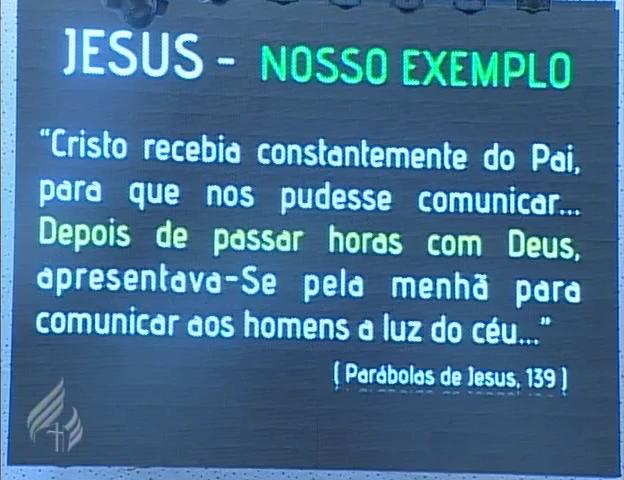 JESUS - NOSSO EXEMPLO
"Cristo recebia constantemente do Pai,
para que nos pudesse comunicar...
Depois de passar horas com Deus,
apresentava-Se pela menhã para
comunicar aos homens a luz do céu..."
( Parábolas de Jesus, 139 )